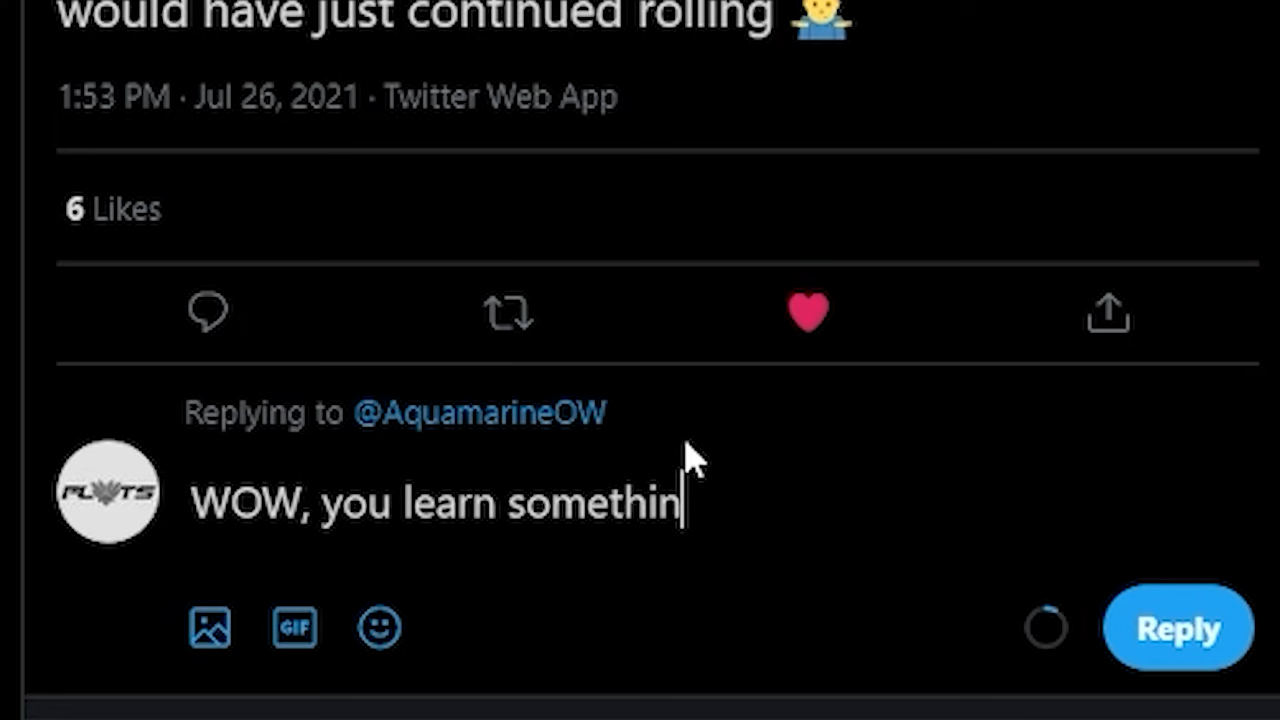 would have just continued rolling 🤷
1:53 PM · Jul 26, 2021 · Twitter Web App
6 Likes
Replying to @AquamarineOW
PLOTS
WOW, you learn somethin
GIF
Reply